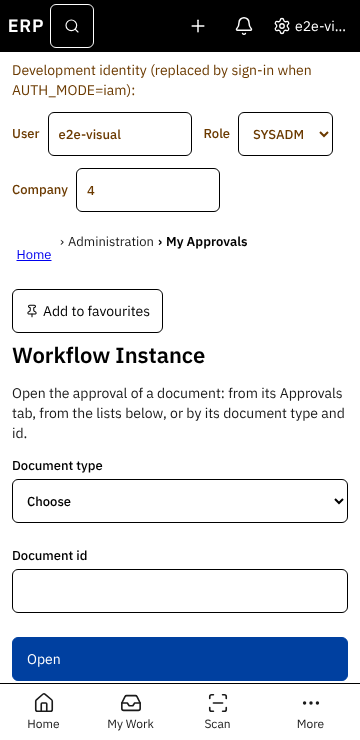 ERP e2e-vi...
Development identity (replaced by sign-in when
AUTH_MODE=iam):
User e2e-visual Role SYSADM
Company 4
Home › Administration › My Approvals
Add to favourites
Workflow Instance
Open the approval of a document: from its Approvals
tab, from the lists below, or by its document type and
id.
Document type
Choose
Document id
Open
Home My Work Scan More